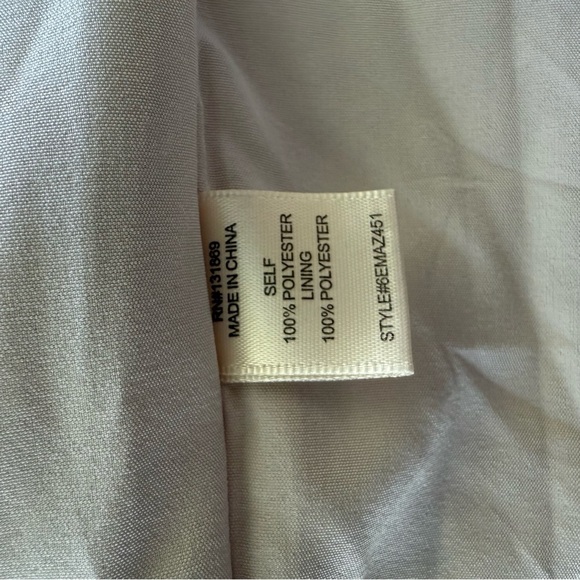 RN#131869
MADE IN CHINA
SELF
100% POLYESTER
LINING
100% POLYESTER
STYLE#6EMAZ451